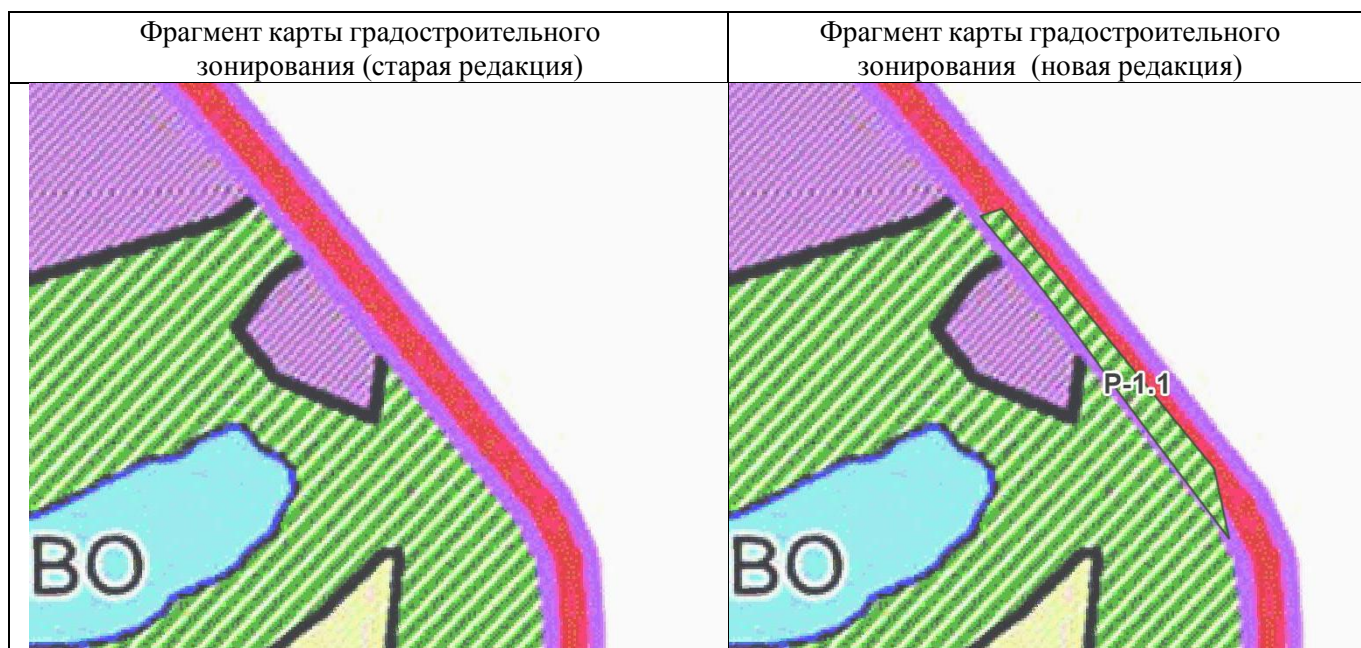 Фрагмент карты градостроительного
зонирования (старая редакция)
Фрагмент карты градостроительного
зонирования (новая редакция)
ВО
Р-1.1
ВО